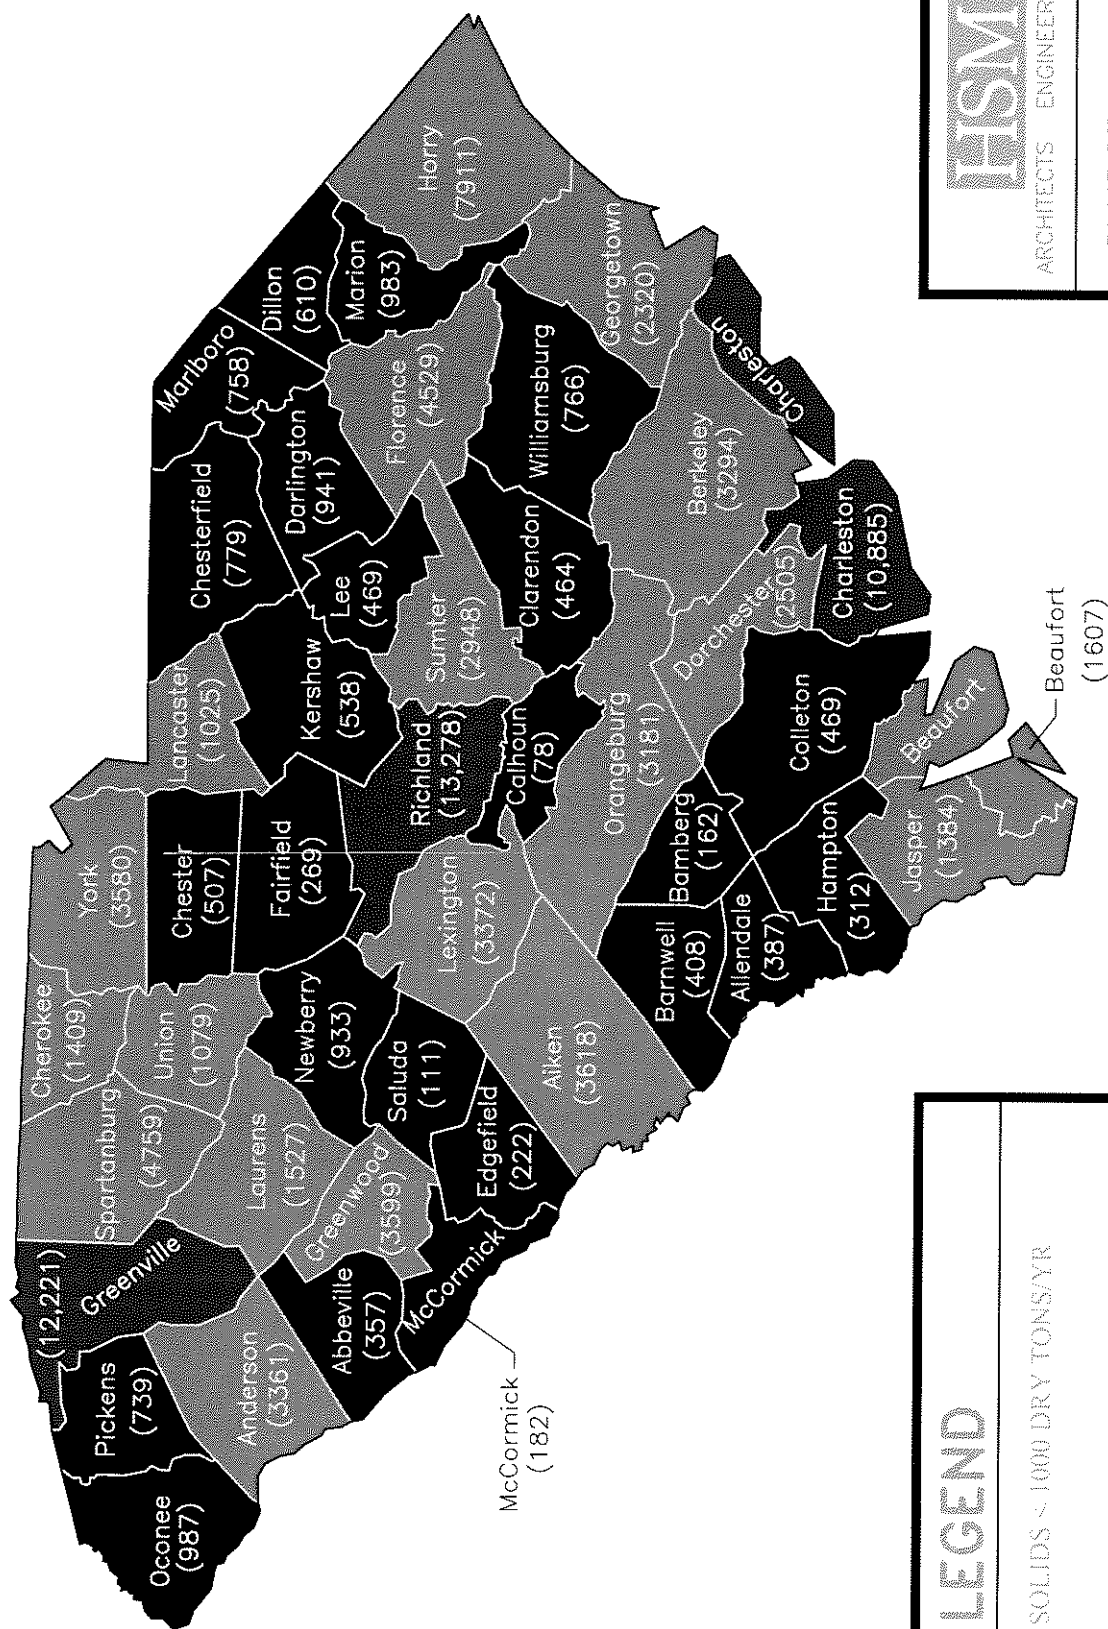 Oconee
(987)
Pickens
(739)
(12,221)
Greenville
Anderson
(3361)
Spartanburg
(4759)
Cherokee
(1409)
Union
(1079)
York
(3580)
Laurens
(1527)
Abbeville
(357)
Greenwood
(3599)
McCormick
McCormick
(182)
Edgefield
(222)
Saluda
(111)
Newberry
(933)
Chester
(507)
Fairfield
(269)
Lancaster
(1025)
Kershaw
(538)
Chesterfield
(779)
Marlboro
(758)
Darlington
(941)
Dillon
(610)
Marion
(983)
Horry
(7911)
Florence
(4529)
Lee
(469)
Sumter
(2948)
Richland
(13,278)
Lexington
(3372)
Calhoun
(78)
Clarendon
(464)
Williamsburg
(766)
Georgetown
(2320)
Aiken
(3618)
Orangeburg
(3181)
Berkeley
(3294)
Charleston
Dorchester
(2505)
Charleston
(10,885)
Barnwell
(408)
Bamberg
(162)
Allendale
(387)
Colleton
(469)
Hampton
(312)
Jasper
(1384)
Beaufort
Beaufort
(1607)
LEGEND
SOLIDS < 1000 DRY TONS/YR
HSM
ARCHITECTS ENGINEER